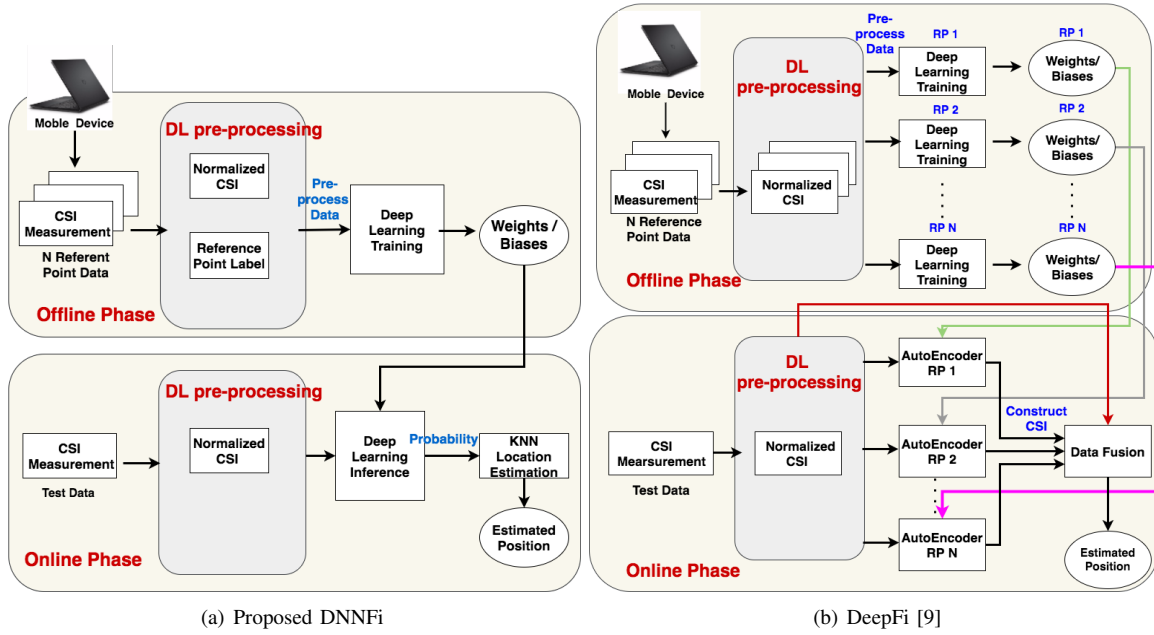 Moble Device
CSI
Measurement
N Referent
Point Data
Offline Phase
DL pre-processing
Normalized
CSI
Reference
Point Label
Pre-
process
Data
Deep
Learning
Training
Weights /
Biases
DL pre-processing
CSI
Measurement
Test Data
Normalized
CSI
Deep
Learning
Inference
Probability
KNN
Location
Estimation
Estimated
Position
Online Phase
(a) Proposed DNNFi
Moble Device
CSI
Measurement
N Reference
Point Data
Offline Phase
DL
pre-processing
Normalized
CSI
Pre-
process
Data
RP 1
Deep
Learning
Training
RP 1
Weights/
Biases
RP 2
Deep
Learning
Training
RP 2
Weights/
Biases
RP N
Deep
Learning
Training
RP N
Weights/
Biases
DL
pre-processing
CSI
Mearsurement
Test Data
Normalized
CSI
AutoEncoder
RP 1
AutoEncoder
RP 2
AutoEncoder
RP N
Construct
CSI
Data Fusion
Estimated
Position
Online Phase
(b) DeepFi [9]